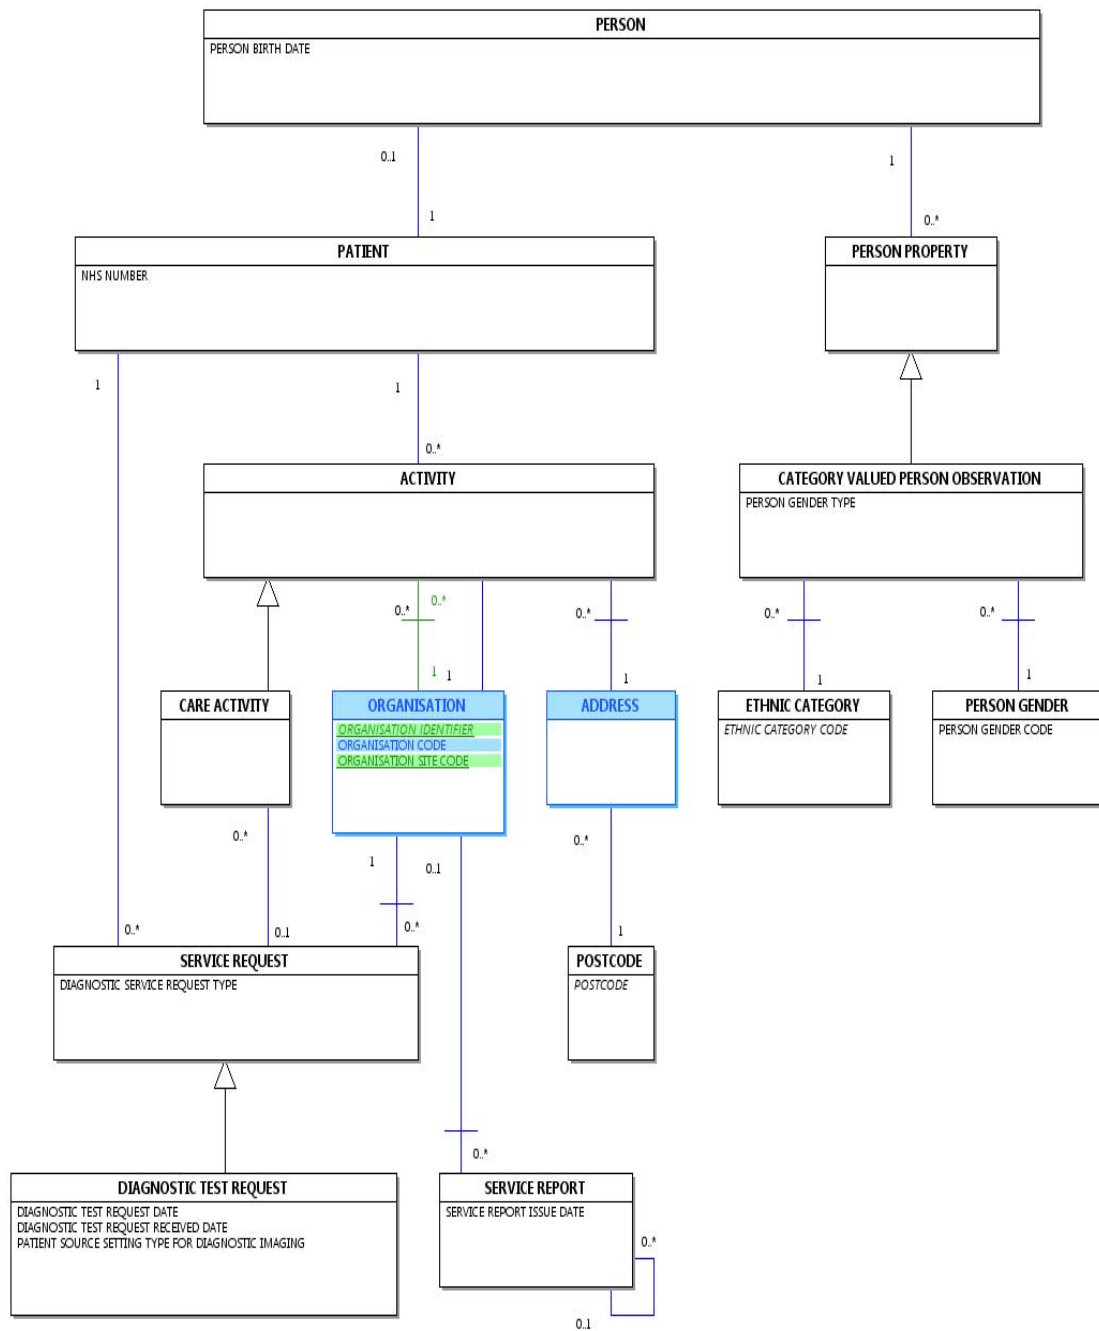 PERSON
PERSON BIRTH DATE
0..1
1
1
0..*
PATIENT
NHS NUMBER
PERSON PROPERTY
1
1
0..*
ACTIVITY
CATEGORY VALUED PERSON OBSERVATION
PERSON GENDER TYPE
0..*
0..*
0..*
0..*
0..*
1
1
1
1
1
CARE ACTIVITY
ORGANISATION
ORGANISATION IDENTIFIER
ORGANISATION CODE
ORGANISATION SITE CODE
ADDRESS
ETHNIC CATEGORY
ETHNIC CATEGORY CODE
PERSON GENDER
PERSON GENDER CODE
0..*
1
0..1
0..*
0..*
0..1
0..*
1
SERVICE REQUEST
DIAGNOSTIC SERVICE REQUEST TYPE
POSTCODE
POSTCODE
0..*
DIAGNOSTIC TEST REQUEST
DIAGNOSTIC TEST REQUEST DATE
DIAGNOSTIC TEST REQUEST RECEIVED DATE
PATIENT SOURCE SETTING TYPE FOR DIAGNOSTIC IMAGING
SERVICE REPORT
SERVICE REPORT ISSUE DATE
0..*
0..1